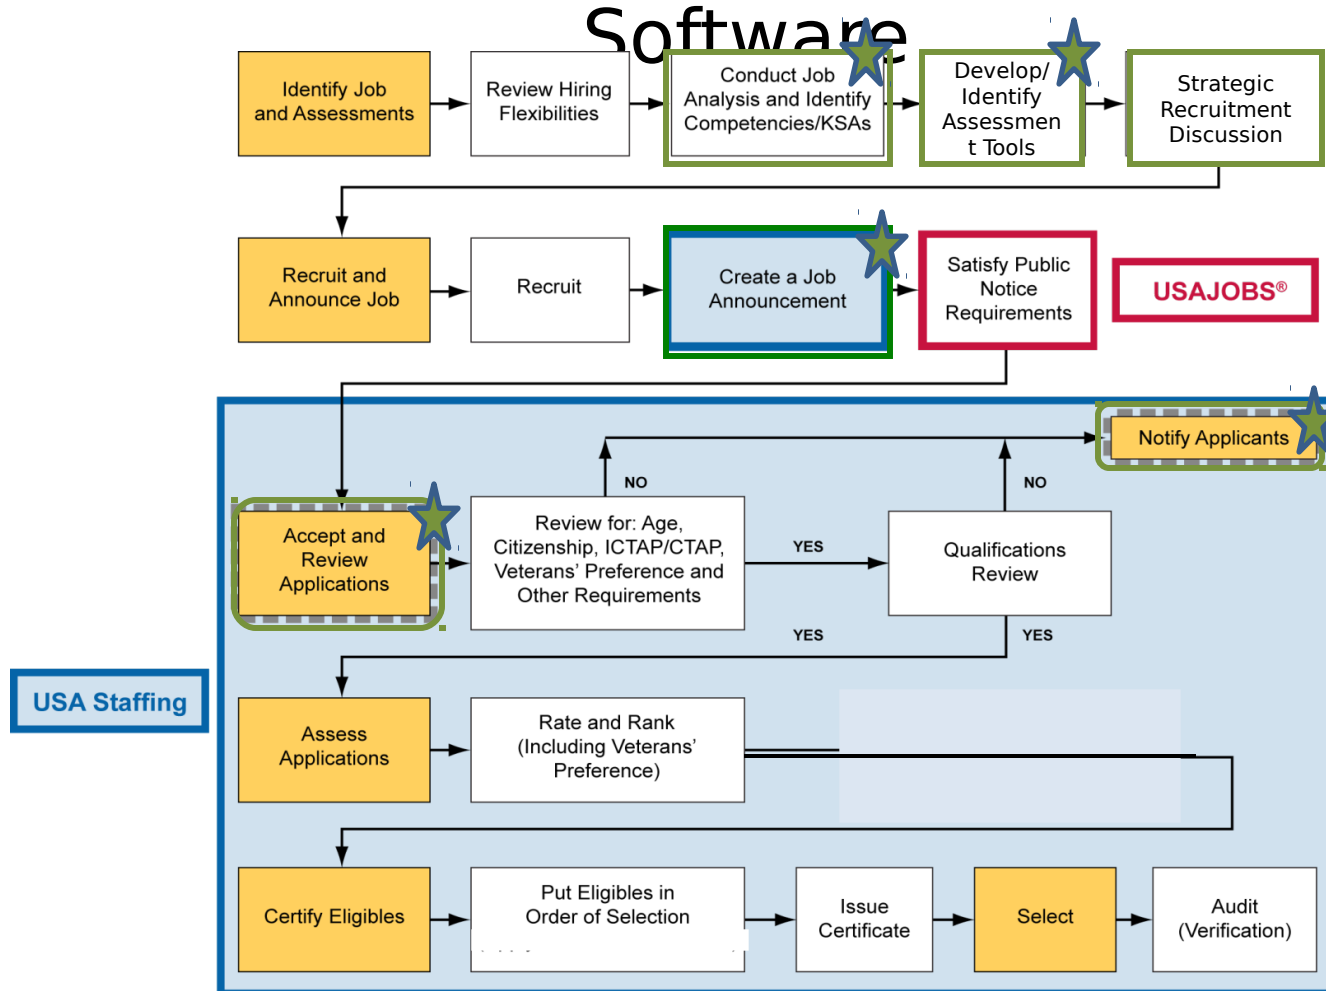 Software
Identify Job
and Assessments
Review Hiring
Flexibilities
Conduct Job
Analysis and Identify
Competencies/KSAs
Develop/
Identify
Assessmen
t Tools
Strategic
Recruitment
Discussion
Recruit and
Announce Job
Recruit
Create a Job
Announcement
Satisfy Public
Notice
Requirements
USAJOBS®
Notify Applicants
NO
NO
Accept and
Review
Applications
Review for: Age,
Citizenship, ICTAP/CTAP,
Veterans’ Preference and
Other Requirements
YES
Qualifications
Review
YES
YES
USA Staffing
Assess
Applications
Rate and Rank
(Including Veterans’
Preference)
Certify Eligibles
Put Eligibles in
Order of Selection
Issue
Certificate
Select
Audit
(Verification)